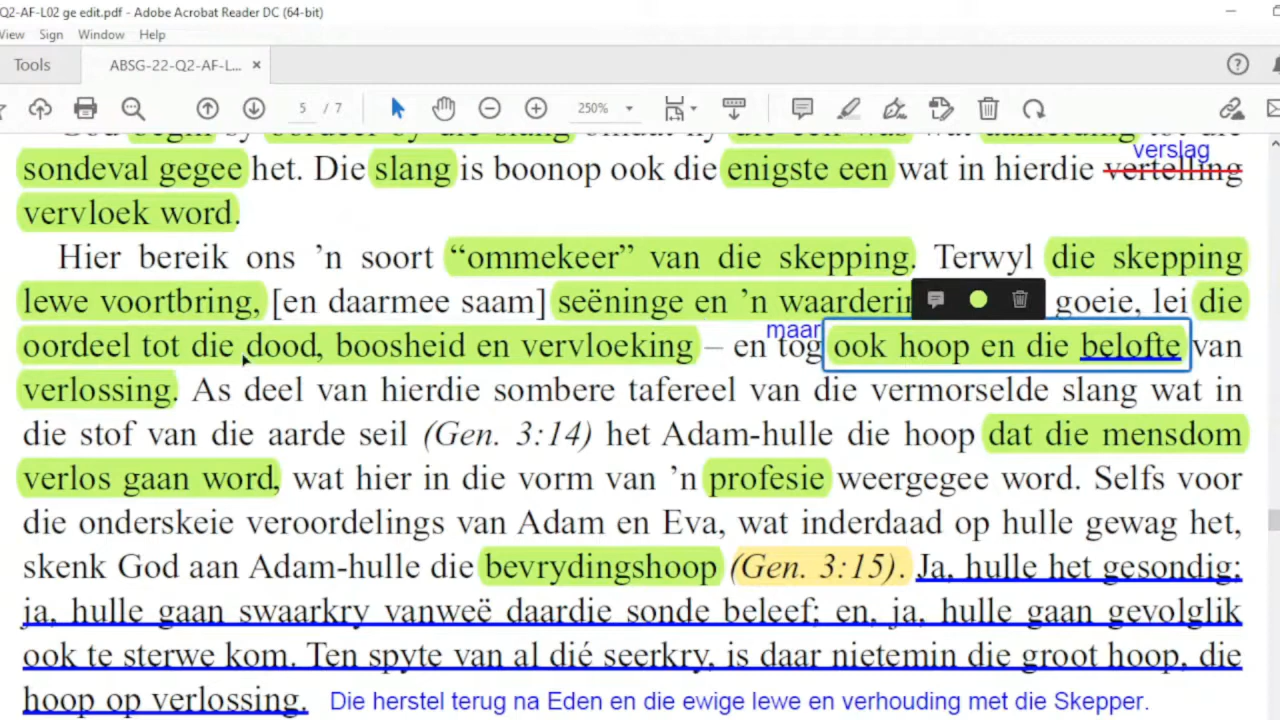 Q2-AF-L02 ge edit.pdf - Adobe Acrobat Reader DC (64-bit)
View Sign Window Help
Tools ABSG-22-Q2-AF-L... ×
5 / 7 250%
verslag
sondeval gegee het. Die slang is boonop ook die enigste een wat in hierdie vertelling
vervloek word.
Hier bereik ons ’n soort “ommekeer” van die skepping. Terwyl die skepping
lewe voortbring, [en daarmee saam] seëninge en ’n waarderin goeie, lei die
maar
oordeel tot die dood, boosheid en vervloeking – en tog ook hoop en die belofte van
verlossing. As deel van hierdie sombere tafereel van die vermorselde slang wat in
die stof van die aarde seil (Gen. 3:14) het Adam-hulle die hoop dat die mensdom
verlos gaan word, wat hier in die vorm van ’n profesie weergegee word. Selfs voor
die onderskeie veroordelings van Adam en Eva, wat inderdaad op hulle gewag het,
skenk God aan Adam-hulle die bevrydingshoop (Gen. 3:15). Ja, hulle het gesondig;
ja, hulle gaan swaarkry vanweë daardie sonde beleef; en, ja, hulle gaan gevolglik
ook te sterwe kom. Ten spyte van al dié seerkry, is daar nietemin die groot hoop, die
hoop op verlossing. Die herstel terug na Eden en die ewige lewe en verhouding met die Skepper.